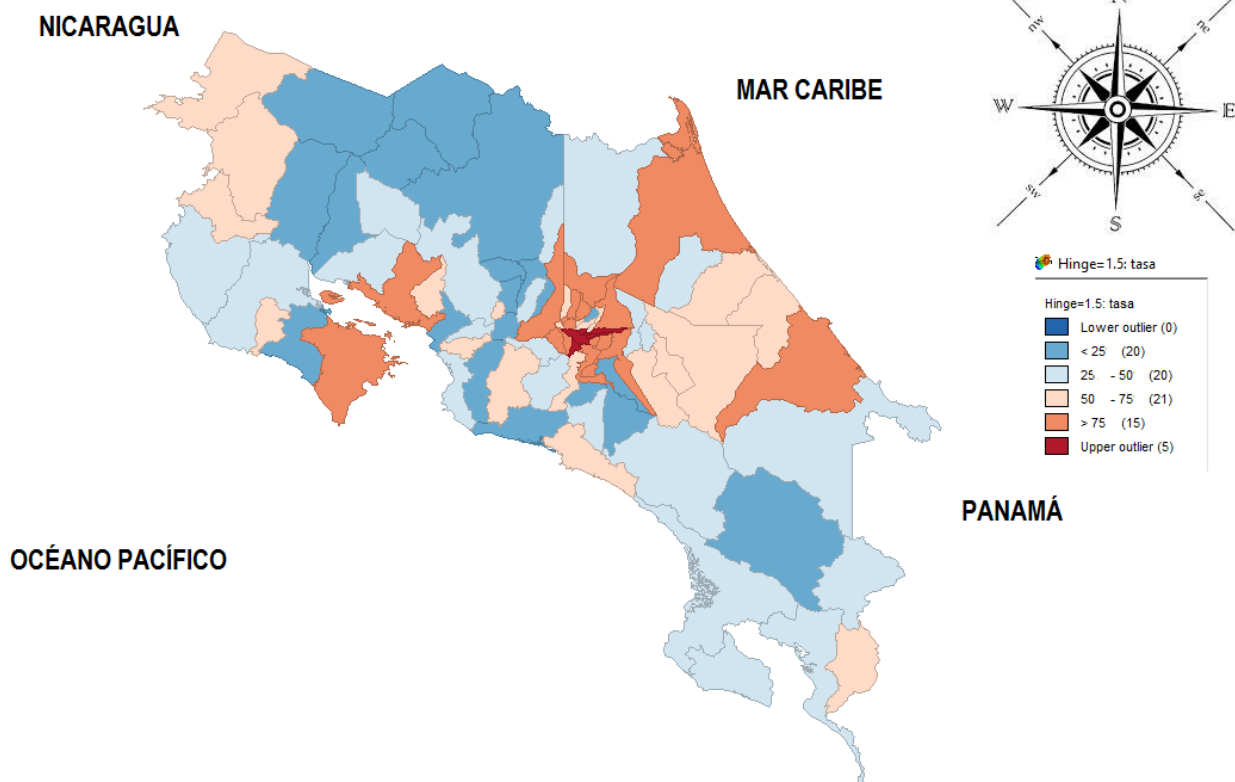 NICARAGUA
MAR CARIBE
nw
ne
W
E
sw
S
Hinge=1.5: tasa
Hinge=1.5: tasa
Lower outlier (0)
< 25 (20)
25 - 50 (20)
50 - 75 (21)
> 75 (15)
Upper outlier (5)
PANAMÁ
OCÉANO PACÍFICO